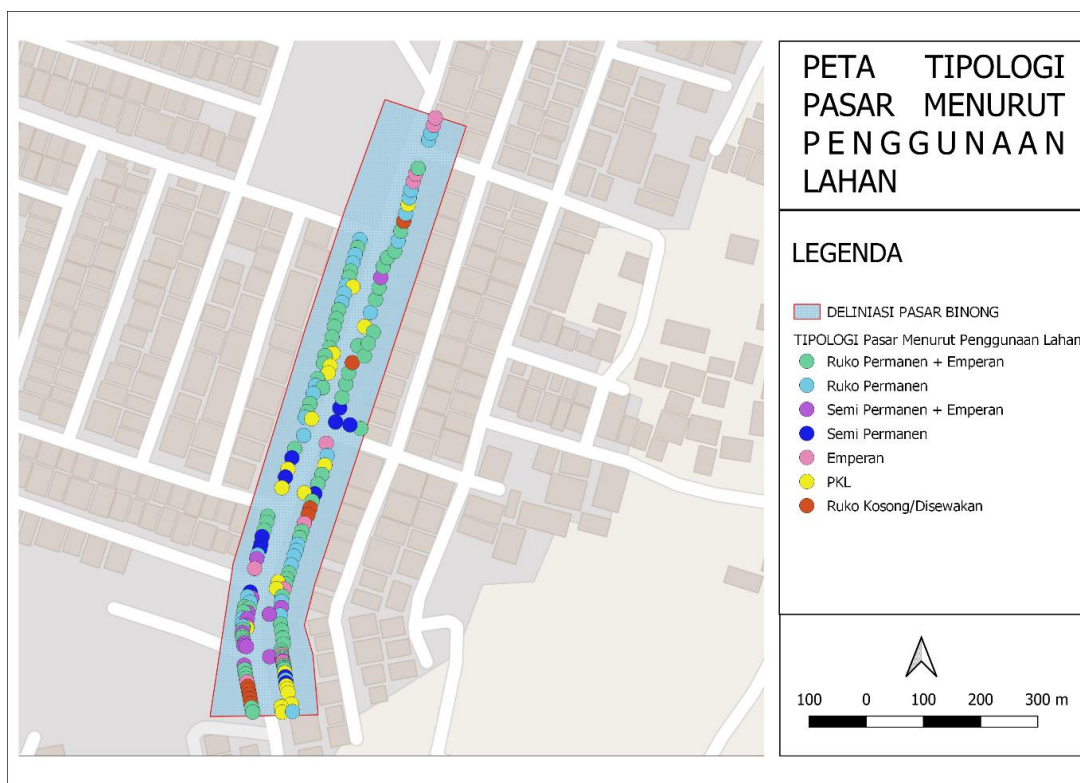 PETA TIPOLOGI
PASAR MENURUT
PENGGUNAAN
LAHAN
LEGENDA
DELINIASI PASAR BINONG
TIPOLOGI Pasar Menurut Penggunaan Lahan
Ruko Permanen + Emperan
Ruko Permanen
Semi Permanen + Emperan
Semi Permanen
Emperan
PKL
Ruko Kosong/Disewakan
100 0 100 200 300 m